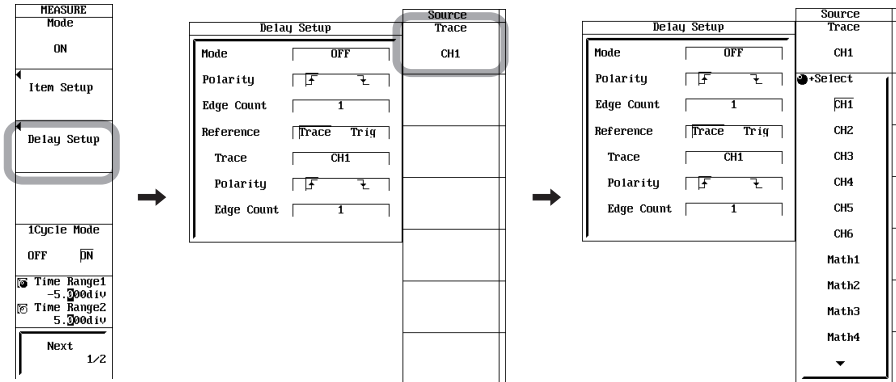 MEASURE
Mode
ON
Item Setup
Delay Setup
1Cycle Mode
OFF ON
Time Range1
-5.00div
Time Range2
5.00div
Next
1/2
Delay Setup
Mode OFF
Polarity
Edge Count 1
Reference Trace Trig
Trace CH1
Polarity
Edge Count 1
Source
Trace
CH1
Delay Setup
Mode OFF
Polarity
Edge Count 1
Reference Trace Trig
Trace CH1
Polarity
Edge Count 1
Source
Trace
CH1
+Select
CH1
CH2
CH3
CH4
CH5
CH6
Math1
Math2
Math3
Math4